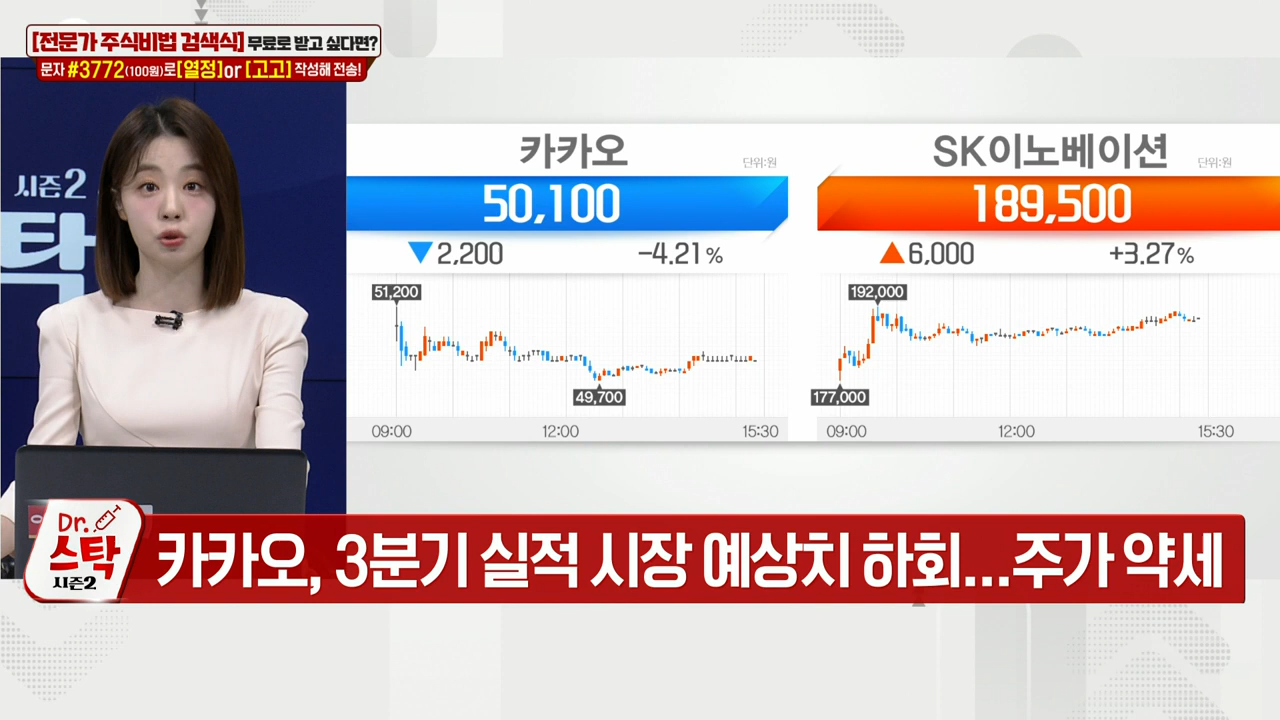 [전문가 주식비법 검색식] 무료로 받고 싶다면?
문자 #3772(100원)로 [열정] or [고고] 작성해 전송!
시즌2
탁
카카오
단위:원
50,100
▼2,200 -4.21%
51,200
49,700
09:00 12:00 15:30
SK이노베이션
단위:원
189,500
▲6,000 +3.27%
192,000
177,000
09:00 12:00 15:30
Dr.
스탁
시즌2
카카오, 3분기 실적 시장 예상치 하회...주가 약세